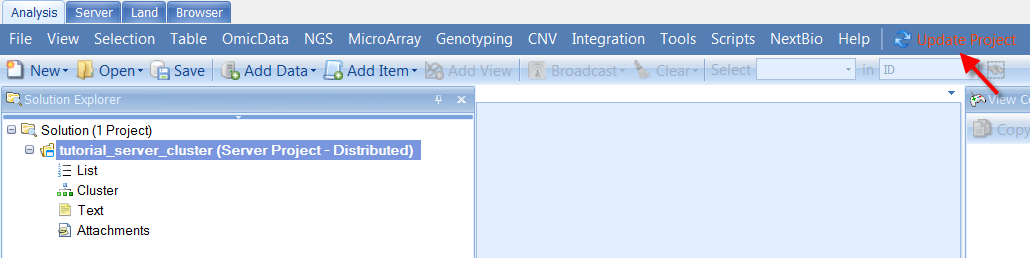 Analysis Server Land Browser
File View Selection Table OmicData NGS MicroArray Genotyping CNV Integration Tools Scripts NextBio Help Update Project
New Open Save Add Data Add Item Add View Broadcast Clear Select in ID
Solution Explorer View Co
Solution (1 Project) Copy
tutorial_server_cluster (Server Project - Distributed)
List
Cluster
Text
Attachments